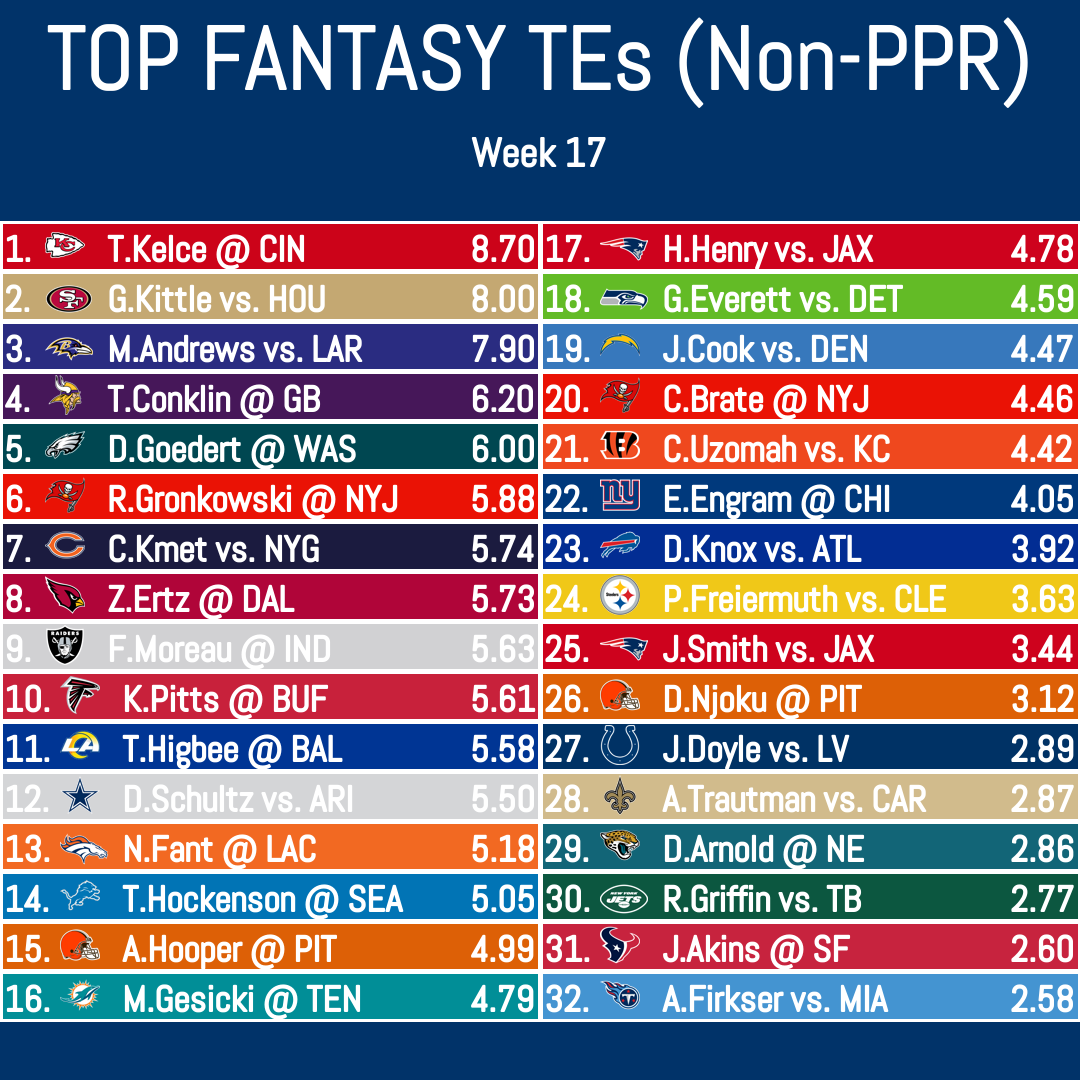 TOP FANTASY TEs (Non-PPR)
Week 17
1. T.Kelce @ CIN 8.70
2. G.Kittle vs. HOU 8.00
3. M.Andrews vs. LAR 7.90
4. T.Conklin @ GB 6.20
5. D.Goedert @ WAS 6.00
6. R.Gronkowski @ NYJ 5.88
7. C.Kmet vs. NYG 5.74
8. Z.Ertz @ DAL 5.73
9. RAIDERS F.Moreau @ IND 5.63
10. K.Pitts @ BUF 5.61
11. LA T.Higbee @ BAL 5.58
12. D.Schultz vs. ARI 5.50
13. N.Fant @ LAC 5.18
14. T.Hockenson @ SEA 5.05
15. A.Hooper @ PIT 4.99
16. M.Gesicki @ TEN 4.79
17. H.Henry vs. JAX 4.78
18. G.Everett vs. DET 4.59
19. J.Cook vs. DEN 4.47
20. C.Brate @ NYJ 4.46
21. C.Uzomah vs. KC 4.42
22. ny E.Engram @ CHI 4.05
23. D.Knox vs. ATL 3.92
24. P.Freiermuth vs. CLE 3.63
25. J.Smith vs. JAX 3.44
26. D.Njoku @ PIT 3.12
27. J.Doyle vs. LV 2.89
28. A.Trautman vs. CAR 2.87
29. D.Arnold @ NE 2.86
30. NEW YORK JETS R.Griffin vs. TB 2.77
31. J.Akins @ SF 2.60
32. T A.Firkser vs. MIA 2.58